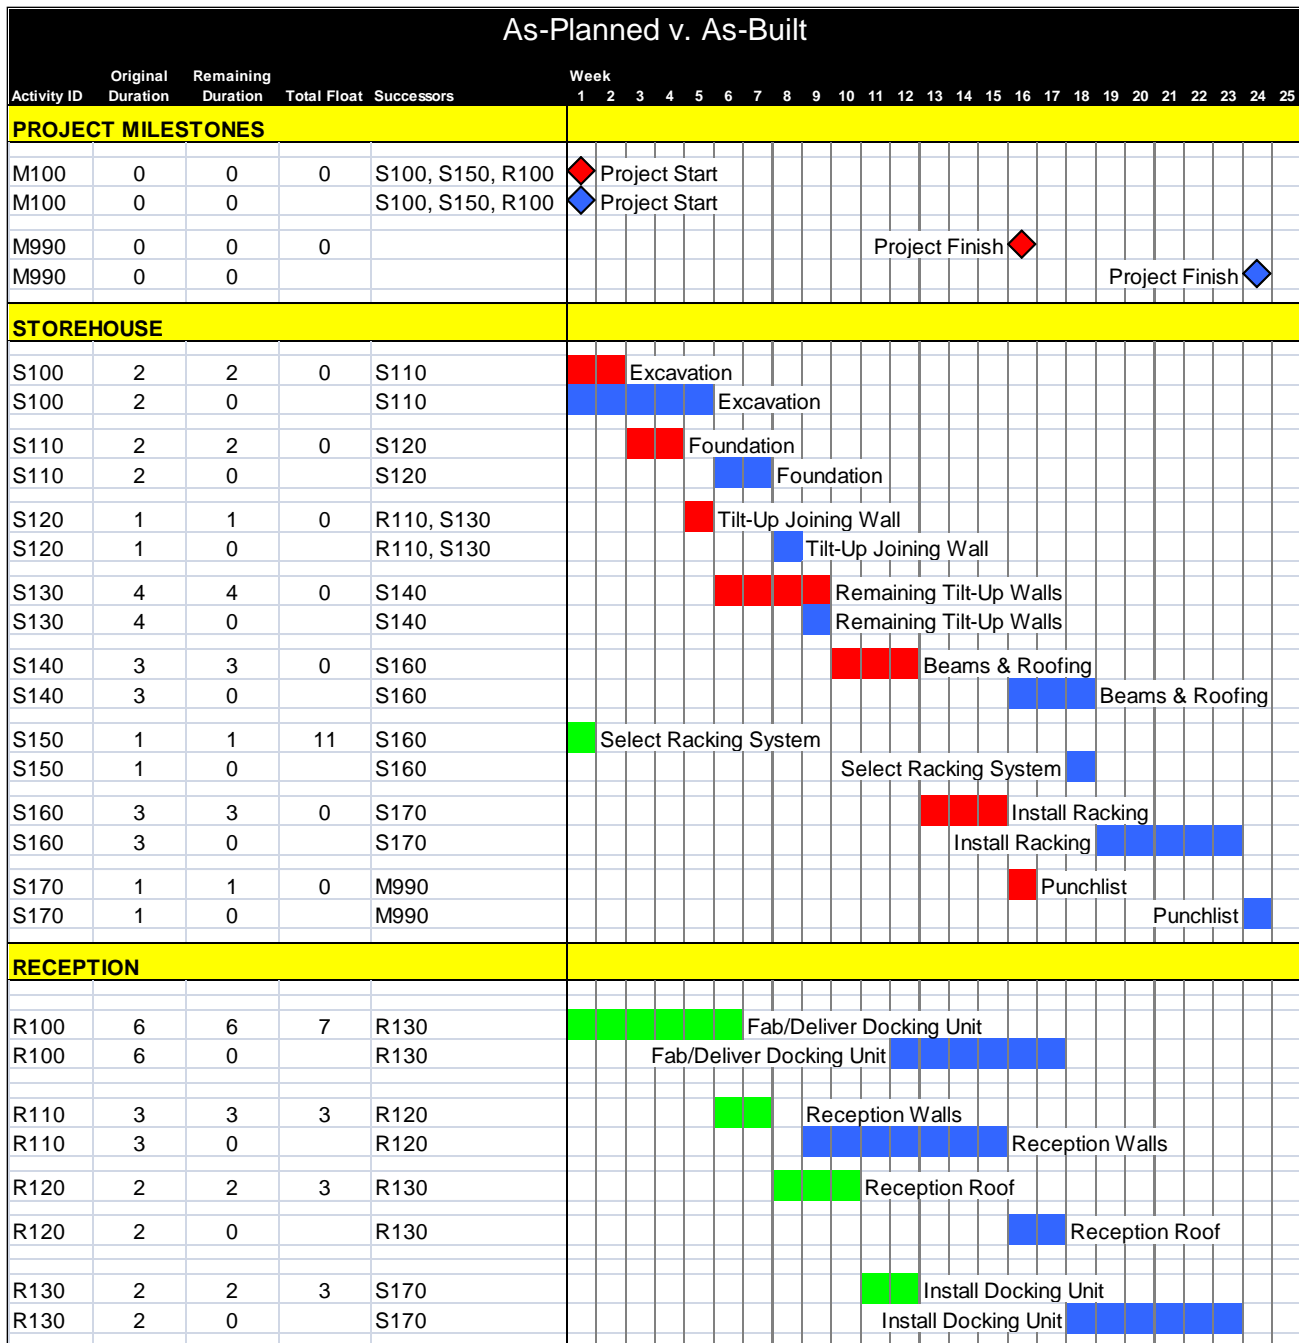 As-Planned v. As-Built
Original Remaining Week
Activity ID Duration Duration Total Float Successors 1 2 3 4 5 6 7 8 9 10 11 12 13 14 15 16 17 18 19 20 21 22 23 24 25
PROJECT MILESTONES
M100 0 0 0 S100, S150, R100 Project Start
M100 0 0 S100, S150, R100 Project Start
M990 0 0 0 Project Finish
M990 0 0 Project Finish
STOREHOUSE
S100 2 2 0 S110 Excavation
S100 2 0 S110 Excavation
S110 2 2 0 S120 Foundation
S110 2 0 S120 Foundation
S120 1 1 0 R110, S130 Tilt-Up Joining Wall
S120 1 0 R110, S130 Tilt-Up Joining Wall
S130 4 4 0 S140 Remaining Tilt-Up Walls
S130 4 0 S140 Remaining Tilt-Up Walls
S140 3 3 0 S160 Beams & Roofing
S140 3 0 S160 Beams & Roofing
S150 1 1 11 S160 Select Racking System
S150 1 0 S160 Select Racking System
S160 3 3 0 S170 Install Racking
S160 3 0 S170 Install Racking
S170 1 1 0 M990 Punchlist
S170 1 0 M990 Punchlist
RECEPTION
R100 6 6 7 R130 Fab/Deliver Docking Unit
R100 6 0 R130 Fab/Deliver Docking Unit
R110 3 3 3 R120 Reception Walls
R110 3 0 R120 Reception Walls
R120 2 2 3 R130 Reception Roof
R120 2 0 R130 Reception Roof
R130 2 2 3 S170 Install Docking Unit
R130 2 0 S170 Install Docking Unit